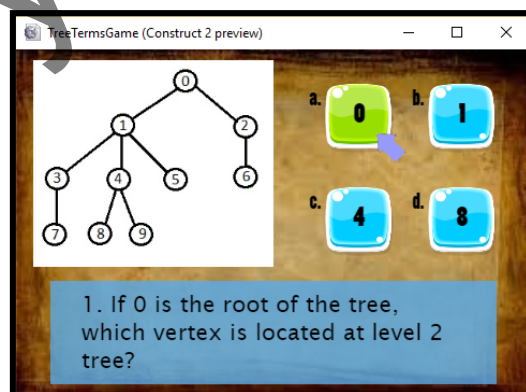 TreeTermsGame (Construct 2 preview)
0
1 2
3 4 5 6
7 8 9
a. 0 b. 1
c. 4 d. 8
1. If 0 is the root of the tree,
which vertex is located at level 2
tree?